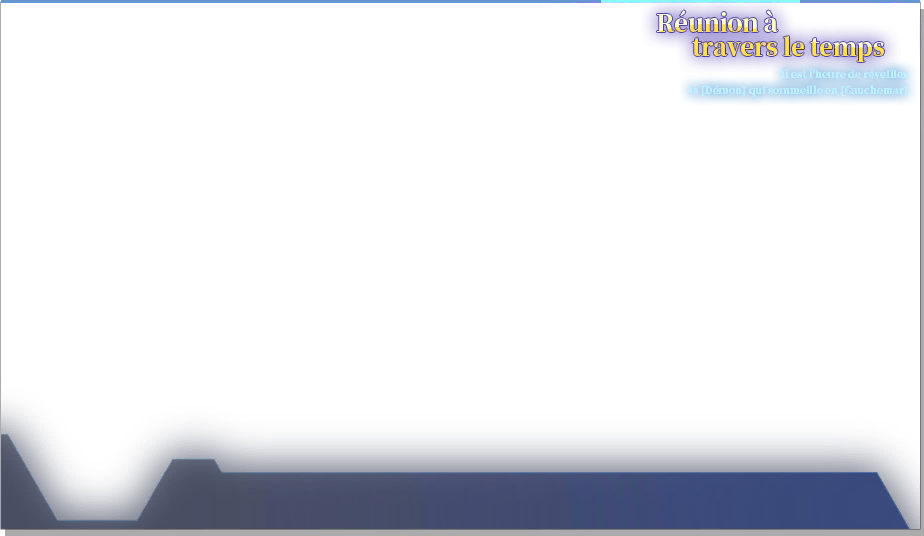 Réunion à
travers le temps
Il est l'heure de réveiller
le [Démon] qui sommeille en [Cauchemar]